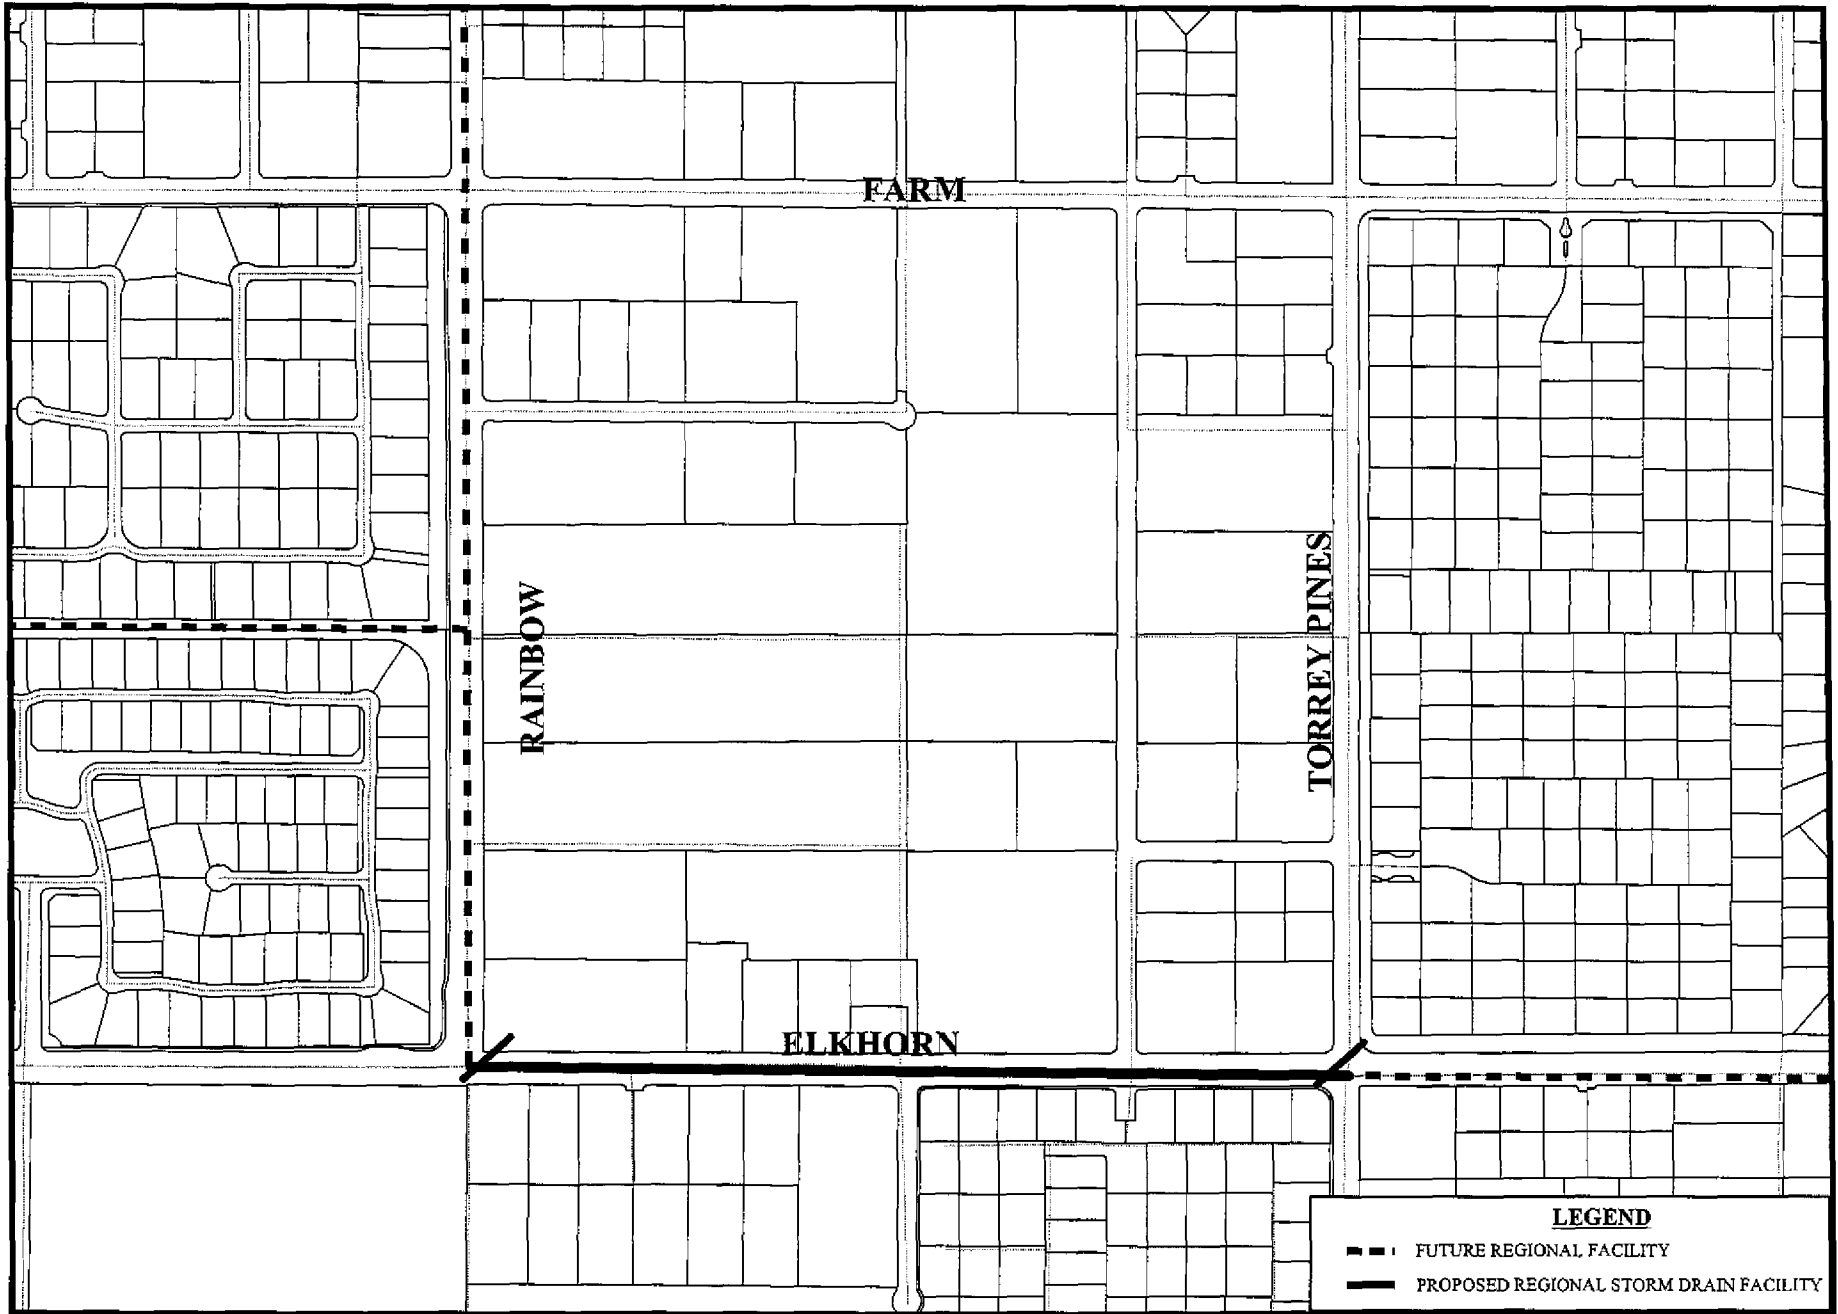 FARM
RAINBOW
TORREY PINES
ELKHORN
LEGEND
FUTURE REGIONAL FACILITY
PROPOSED REGIONAL STORM DRAIN FACILITY